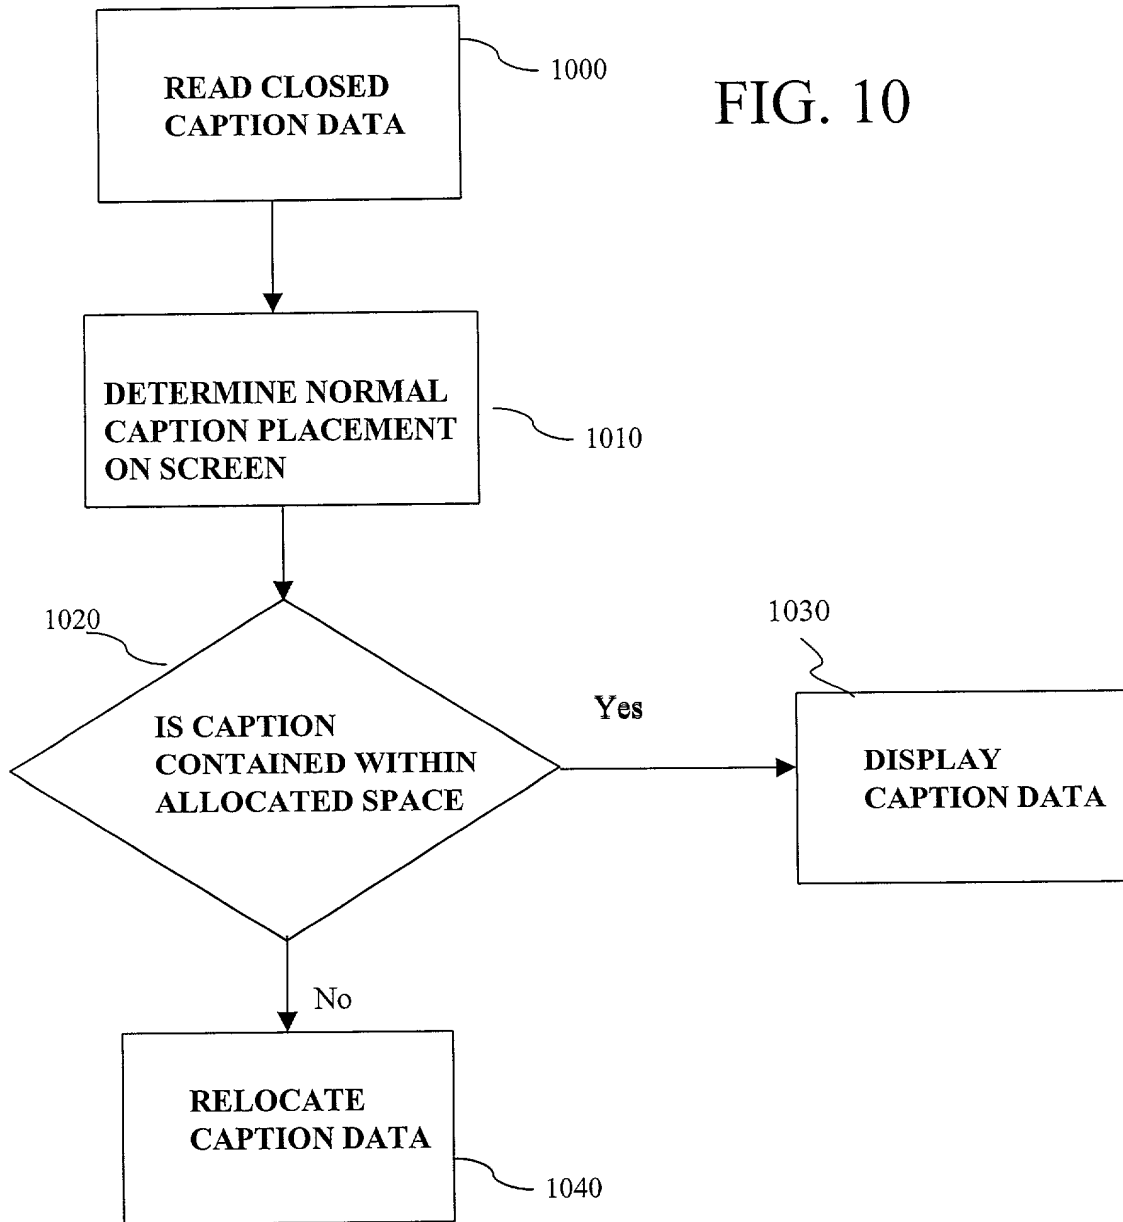 READ CLOSED
CAPTION DATA
1000
FIG. 10
DETERMINE NORMAL
CAPTION PLACEMENT
ON SCREEN
1010
1020
IS CAPTION
CONTAINED WITHIN
ALLOCATED SPACE
Yes
1030
DISPLAY
CAPTION DATA
No
RELOCATE
CAPTION DATA
1040